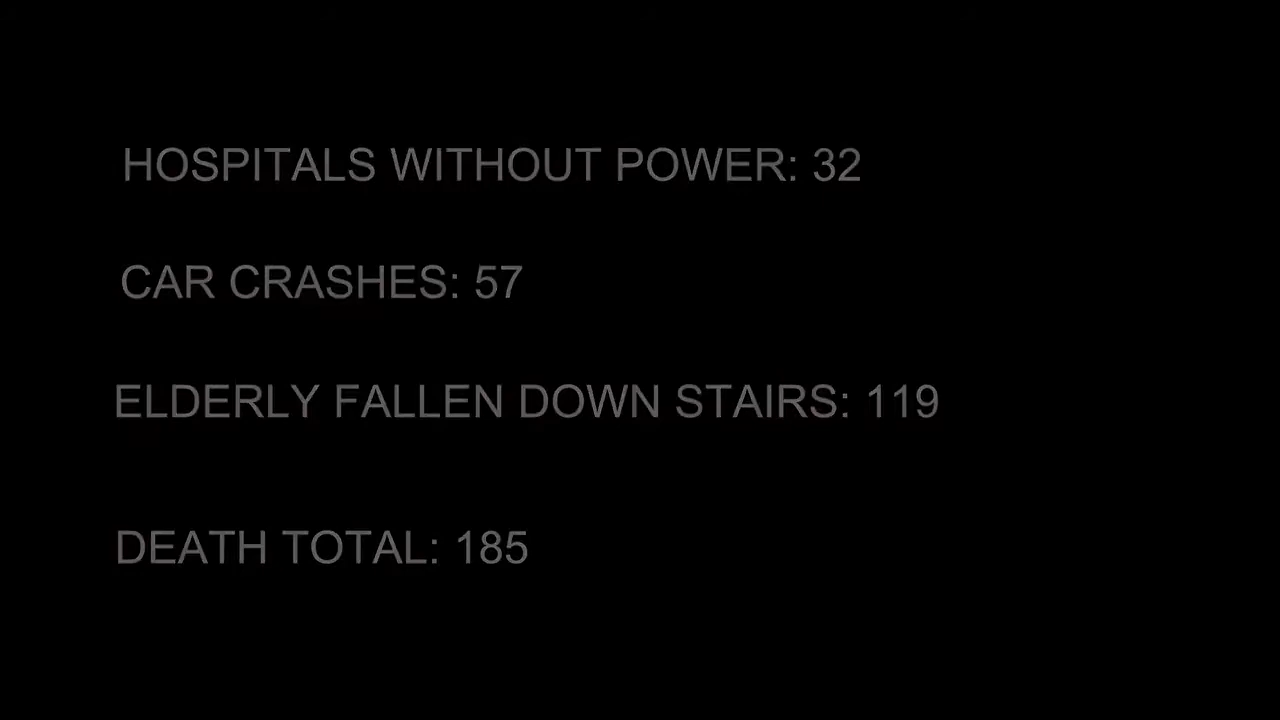 HOSPITALS WITHOUT POWER: 32
CAR CRASHES: 57
ELDERLY FALLEN DOWN STAIRS: 119
DEATH TOTAL: 185